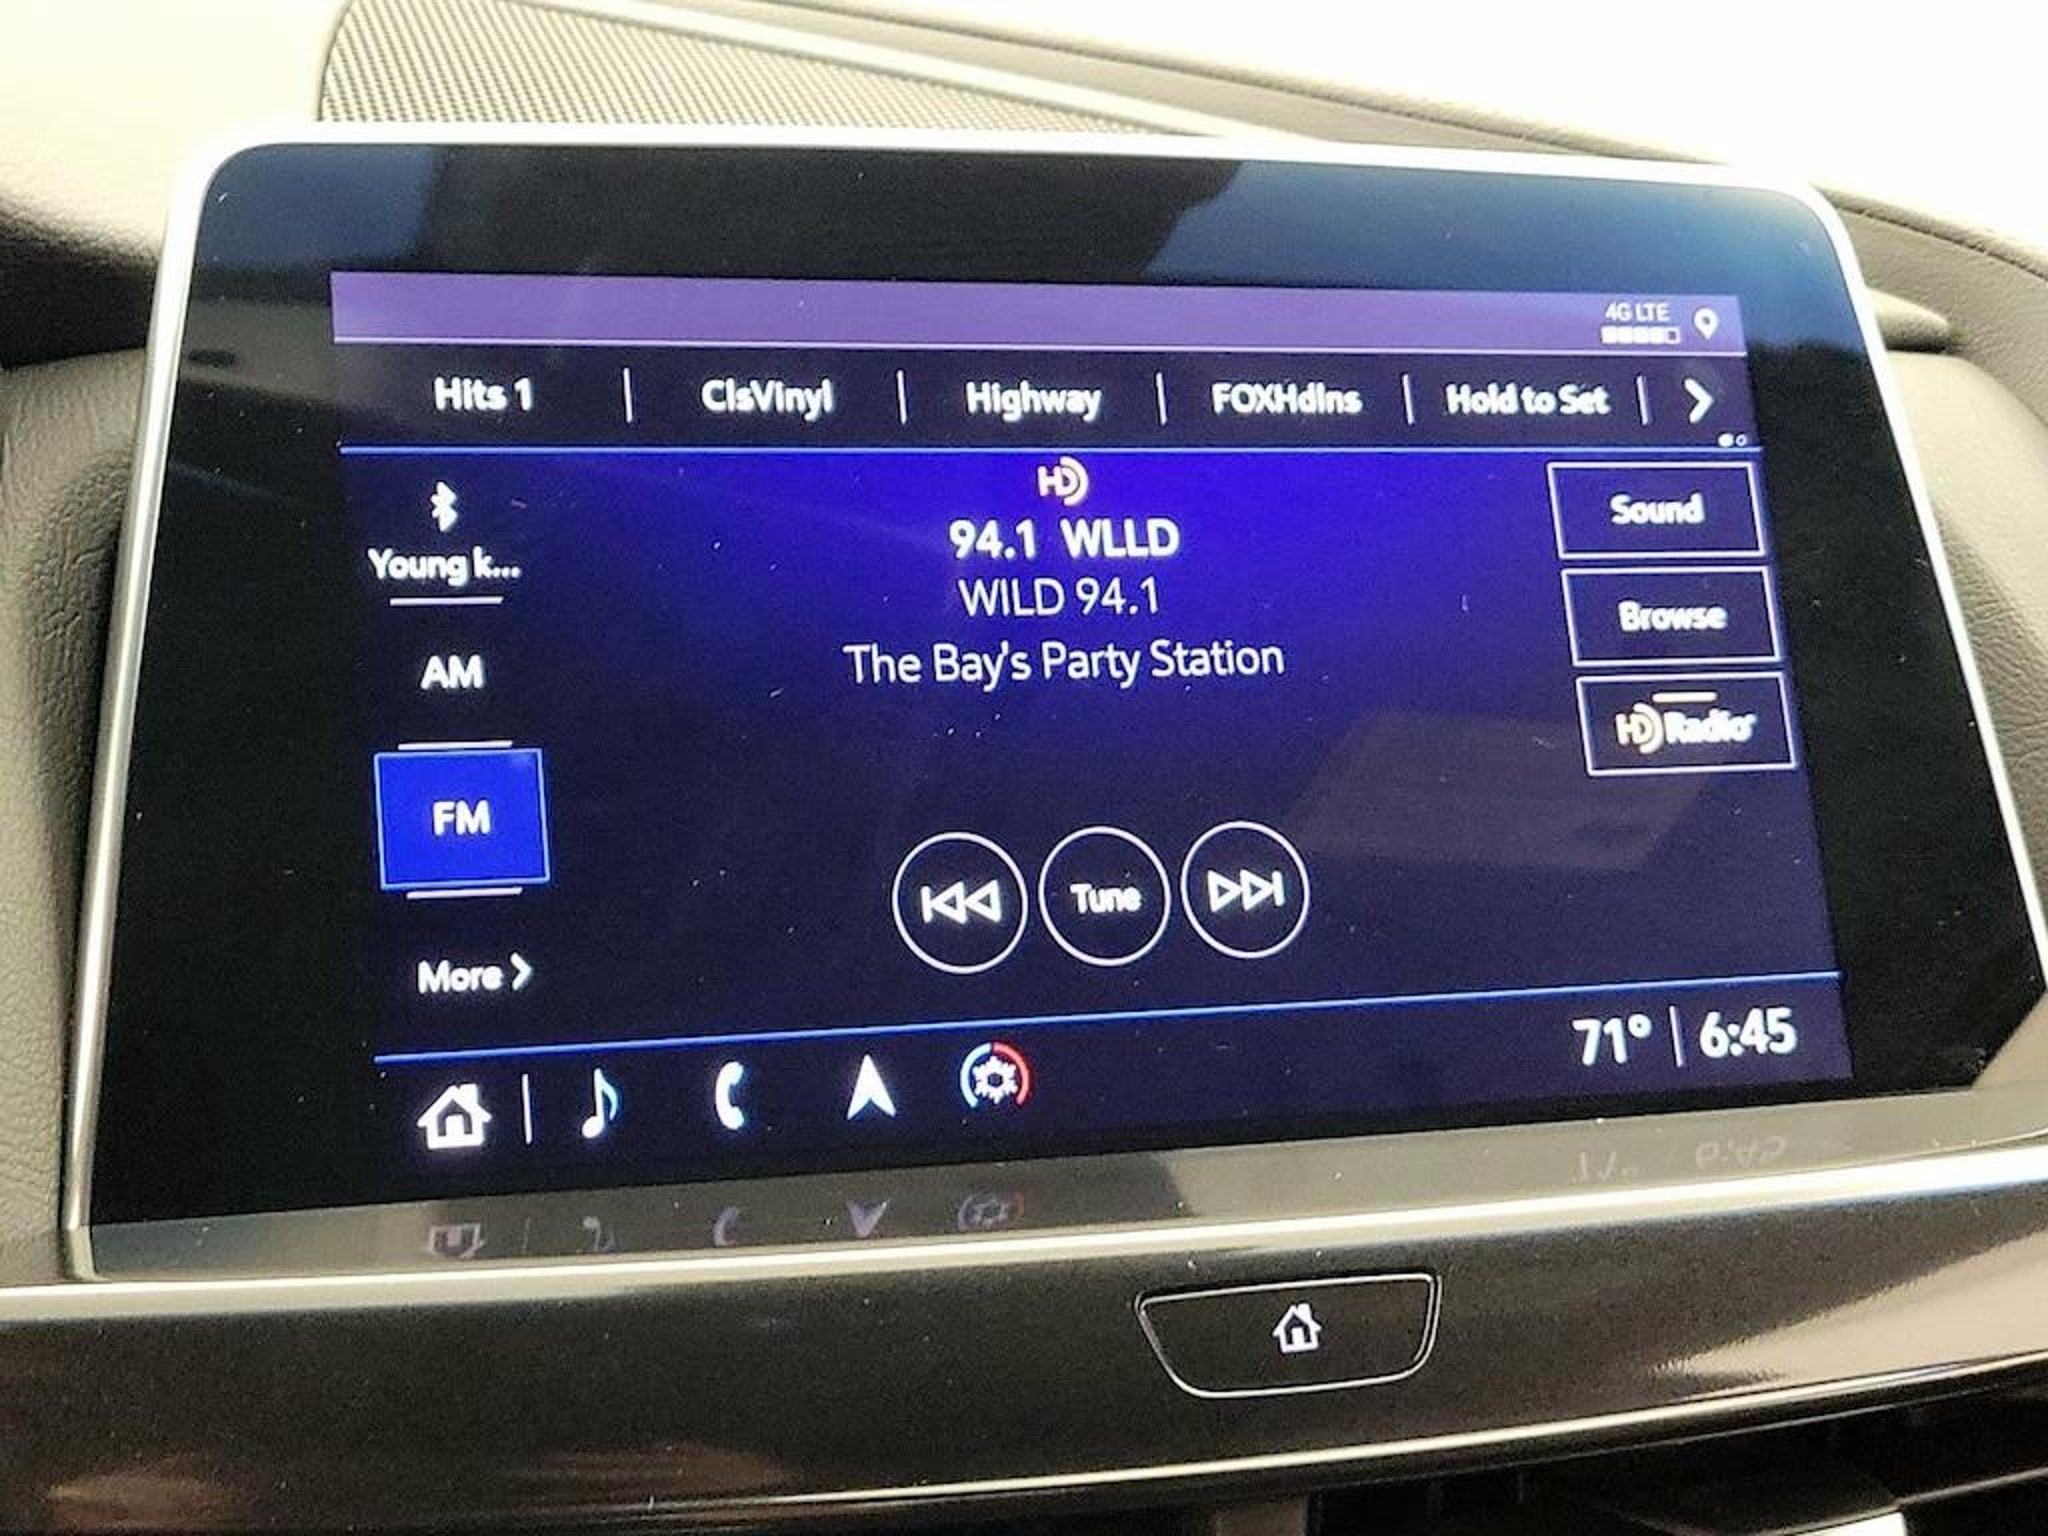 4G LTE
Hits 1 | ClsVinyl | Highway | FOXHdlns | Hold to Set
HD
94.1 WLLD
WILD 94.1
The Bay's Party Station
Young k...
AM
FM
More
Sound
Browse
HD Radio
Tune
71° | 6:45